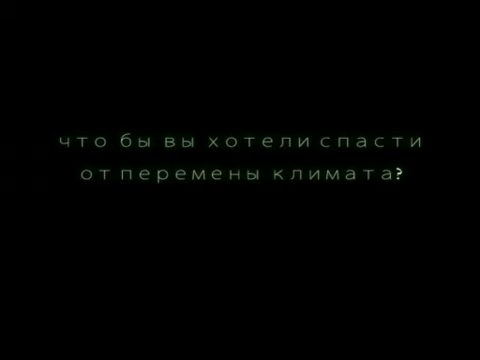 что бы вы хотели спасти
от перемены климата?